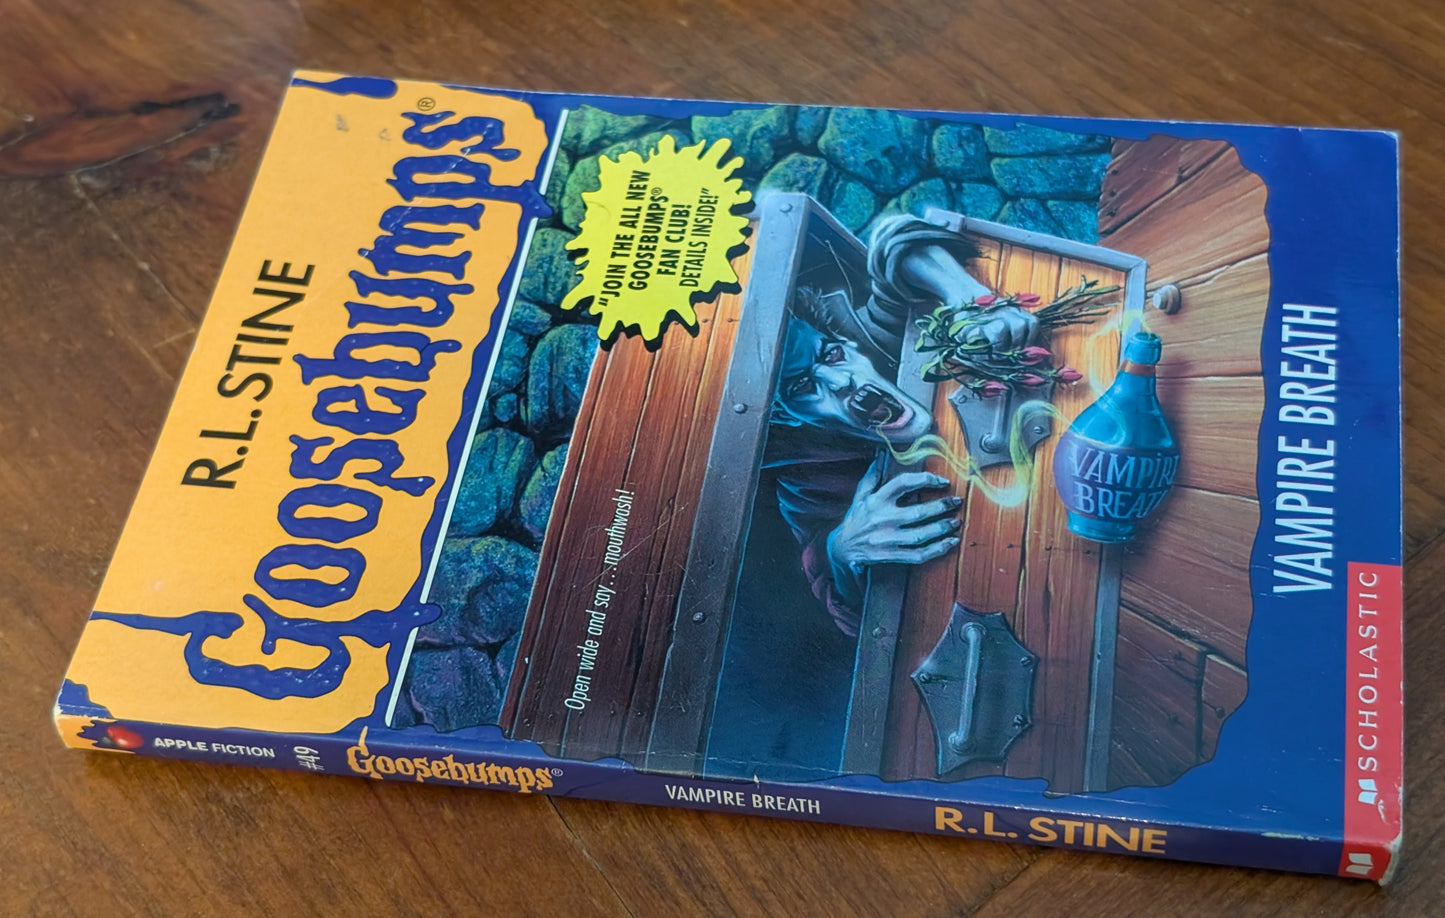 R.L.STINE
Goosebumps®
"JOIN THE ALL NEW
GOOSEBUMPS®
FAN CLUB!
DETAILS INSIDE!"
Open wide and say...mouthwash!
VAMPIRE
BREATH
VAMPIRE BREATH
SCHOLASTIC
APPLE FICTION
#49
Goosebumps®
VAMPIRE BREATH
R.L. STINE